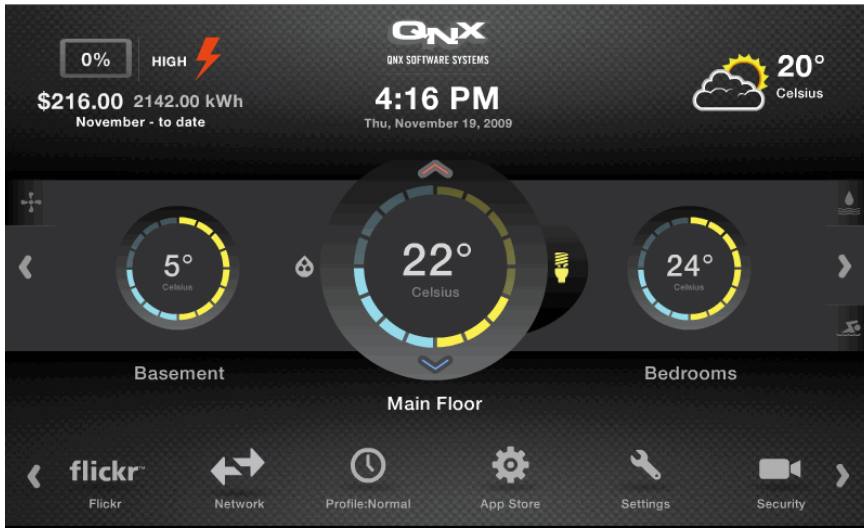 0% HIGH
$216.00 2142.00 kWh
November - to date
QNX
QNX SOFTWARE SYSTEMS
4:16 PM
Thu, November 19, 2009
20°
Celsius
5°
Celsius
22°
Celsius
24°
Celsius
Basement
Main Floor
Bedrooms
flickr™
Flickr
Network
Profile:Normal
App Store
Settings
Security